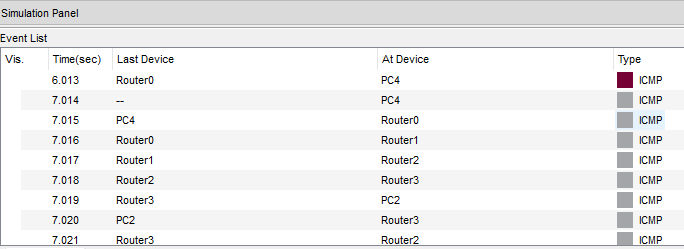 Simulation Panel
Event List
Vis. Time(sec) Last Device At Device Type
6.013 Router0 PC4 ICMP
7.014 -- PC4 ICMP
7.015 PC4 Router0 ICMP
7.016 Router0 Router1 ICMP
7.017 Router1 Router2 ICMP
7.018 Router2 Router3 ICMP
7.019 Router3 PC2 ICMP
7.020 PC2 Router3 ICMP
7.021 Router3 Router2 ICMP